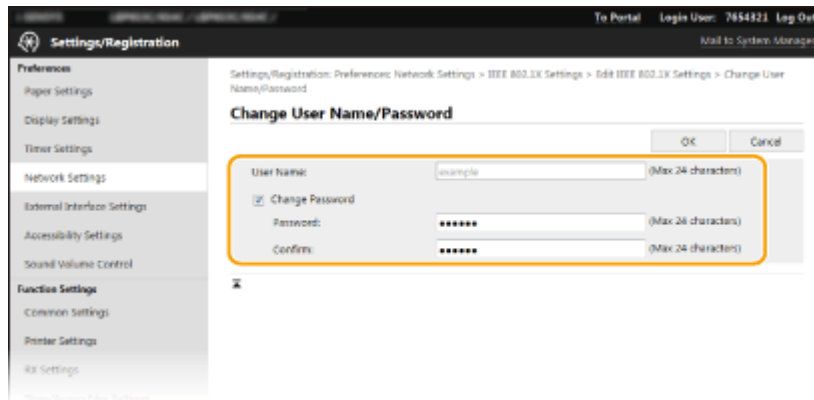 To Portal Login User: 7654321 Log Out
Settings/Registration
Mail to System Manager
Preferences
Paper Settings
Display Settings
Timer Settings
Network Settings
External Interface Settings
Accessibility Settings
Sound Volume Control
Function Settings
Common Settings
Printer Settings
RX Settings
Settings/Registration: Preferences: Network Settings > IEEE 802.1X Settings > Edit IEEE 802.1X Settings > Change User
Name/Password
Change User Name/Password
OK Cancel
User Name: example (Max 24 characters)
Change Password
Password: •••••• (Max 24 characters)
Confirm: •••••• (Max 24 characters)